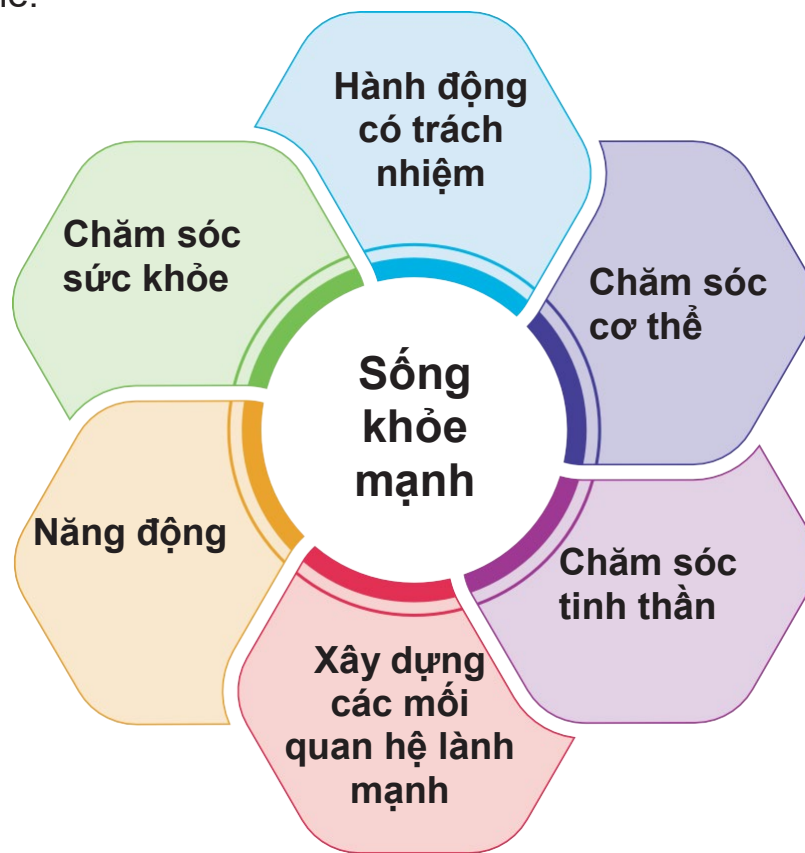 Hành động
có trách
nhiệm
Chăm sóc
sức khỏe
Chăm sóc
cơ thể
Sống
khỏe
mạnh
Năng động
Chăm sóc
tinh thần
Xây dựng
các mối
quan hệ lành
mạnh